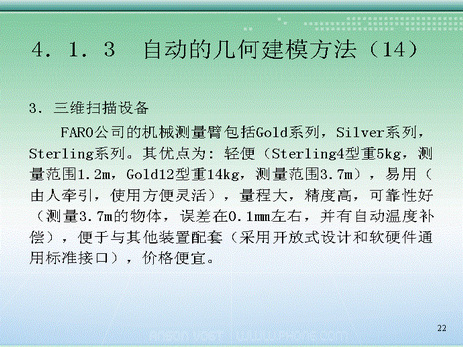 4．1．3 自动的几何建模方法（14）
3．三维扫描设备
FARO公司的机械测量臂包括Gold系列，Silver系列，
Sterling系列。其优点为：轻便（Sterling4型重5kg，测
量范围1.2m，Gold12型重14kg，测量范围3.7m），易用（
由人牵引，使用方便灵活），量程大，精度高，可靠性好
（测量3.7m的物体，误差在0.1mm左右，并有自动温度补
偿），便于与其他装置配套（采用开放式设计和软硬件通
用标准接口），价格便宜。
22